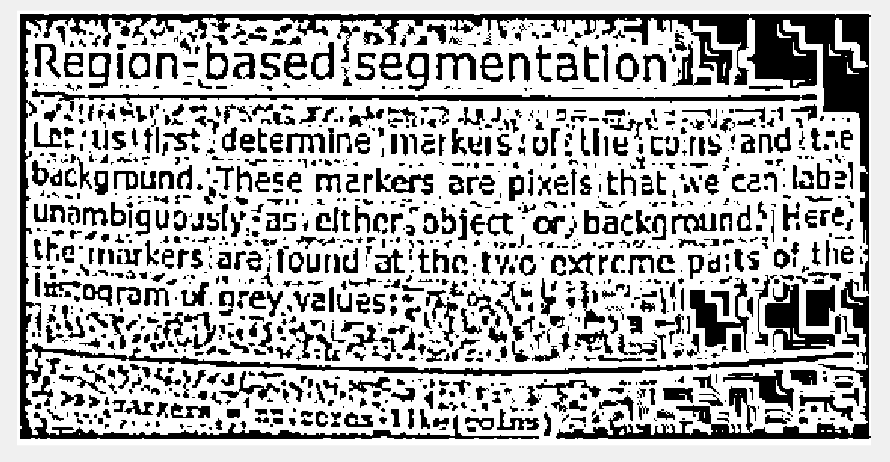 Region-based segmentation
Let us first determine markers of the coins and the
background. These markers are pixels that we can label
unambiguously as either object or background. Here,
the markers are found at the two extreme parts of the
histogram of grey values:
>>> markers = np.zeros_like(coins)